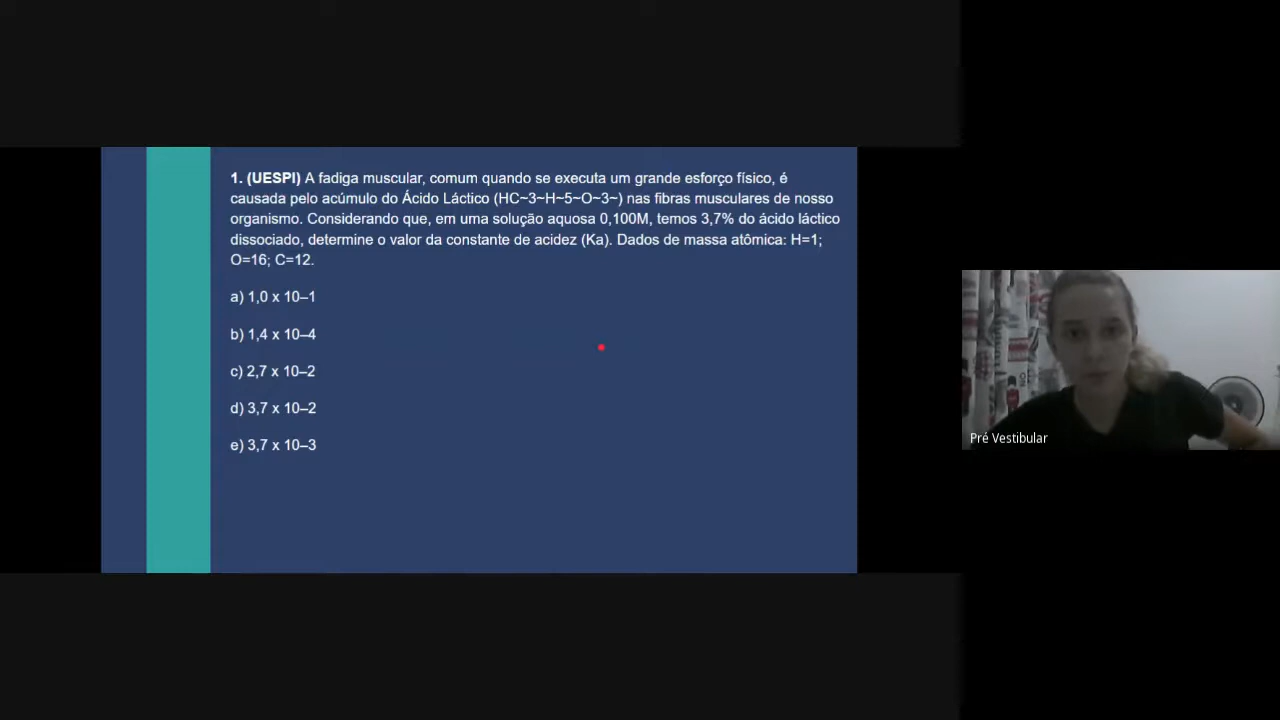 1. (UESPI) A fadiga muscular, comum quando se executa um grande esforço físico, é
causada pelo acúmulo do Ácido Láctico (HC~3~H~5~O~3~) nas fibras musculares de nosso
organismo. Considerando que, em uma solução aquosa 0,100M, temos 3,7% do ácido láctico
dissociado, determine o valor da constante de acidez (Ka). Dados de massa atômica: H=1;
O=16; C=12.
a) 1,0 x 10–1
b) 1,4 x 10–4
c) 2,7 x 10–2
d) 3,7 x 10–2
e) 3,7 x 10–3
Pré Vestibular